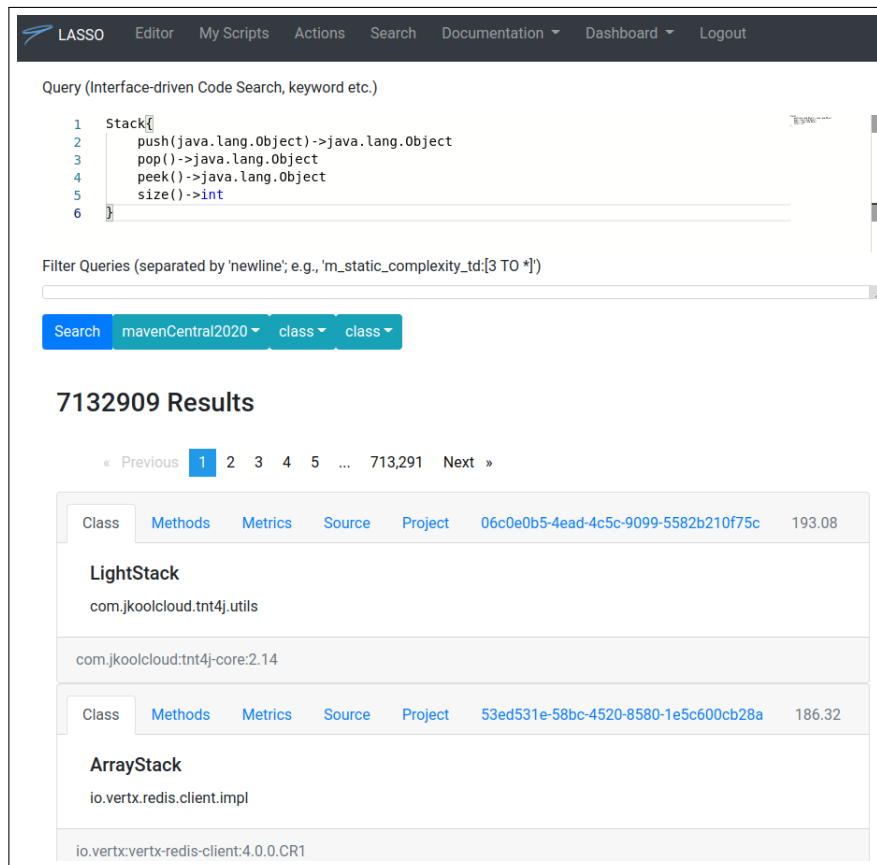 LASSO Editor My Scripts Actions Search Documentation Dashboard Logout
Query (Interface-driven Code Search, keyword etc.)
1 Stack{
2 push(java.lang.Object)->java.lang.Object
3 pop()->java.lang.Object
4 peek()->java.lang.Object
5 size()->int
6 }
Filter Queries (separated by 'newline'; e.g., 'm_static_complexity_td:[3 TO *]')
Search mavenCentral2020 class class
7132909 Results
« Previous 1 2 3 4 5 ... 713,291 Next »
Class Methods Metrics Source Project 06c0e0b5-4ead-4c5c-9099-5582b210f75c 193.08
LightStack
com.jkoolcloud.tnt4j.utils
com.jkoolcloud:tnt4j-core:2.14
Class Methods Metrics Source Project 53ed531e-58bc-4520-8580-1e5c600cb28a 186.32
ArrayStack
io.vertx.redis.client.impl
io.vertx:vertx-redis-client:4.0.0.CR1